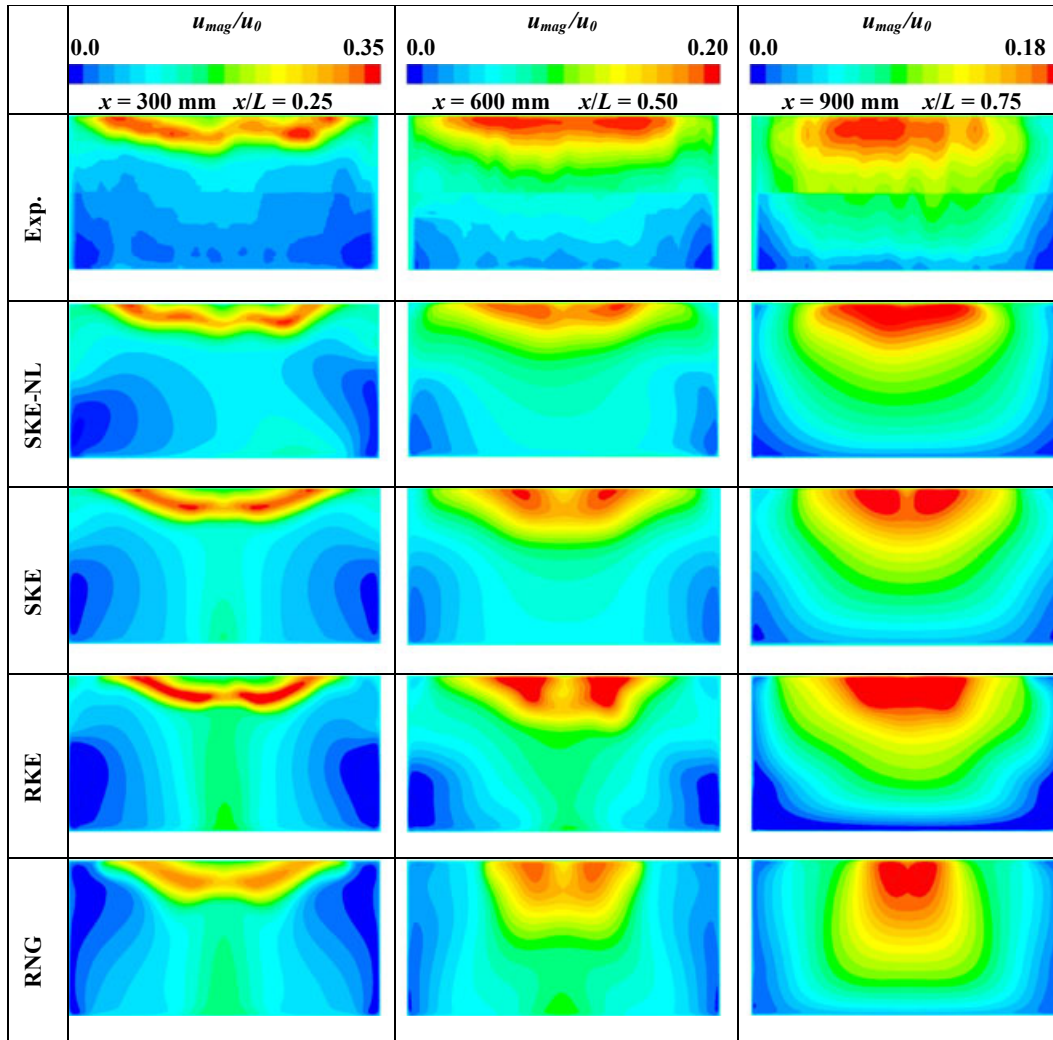 u_mag/u_0 u_mag/u_0 u_mag/u_0
0.0 0.35 0.0 0.20 0.0 0.18
x = 300 mm x/L = 0.25 x = 600 mm x/L = 0.50 x = 900 mm x/L = 0.75
Exp.
SKE-NL
SKE
RKE
RNG